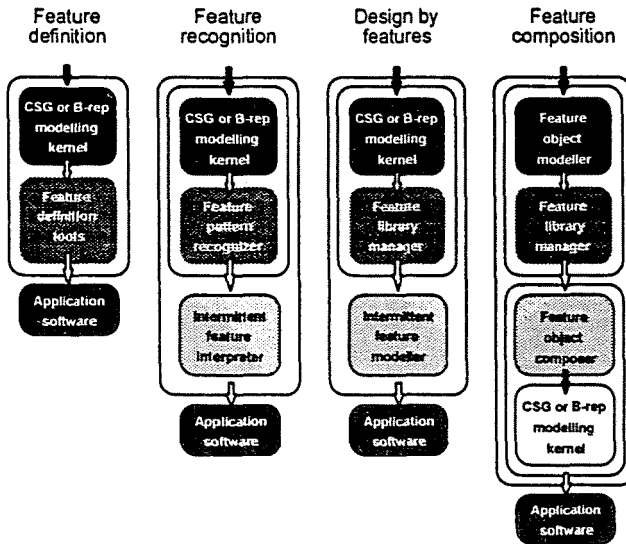 Feature
definition
CSG or B-rep
modelling
kernel
Feature
definition
tools
Application
software
Feature
recognition
CSG or B-rep
modelling
kernel
Feature
pattern
recognizer
Intermittent
feature
interpreter
Application
software
Design by
features
CSG or B-rep
modelling
kernel
Feature
library
manager
Intermittent
feature
modeller
Application
software
Feature
composition
Feature
object
modeller
Feature
library
manager
Feature
object
composer
CSG or B-rep
modelling
kernel
Application
software